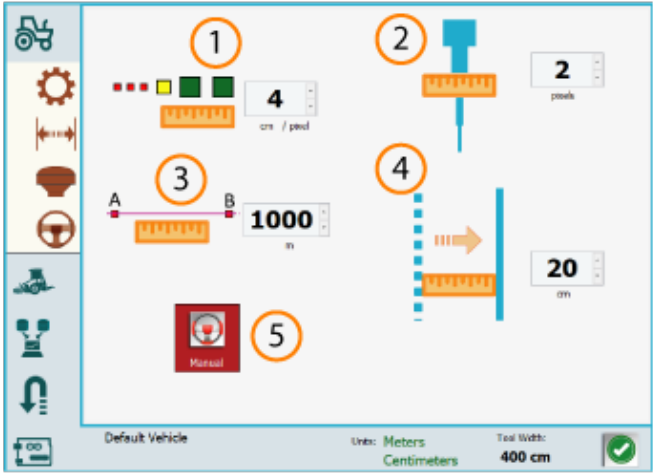 1
2
4
cm / pixel
2
pixels
3
4
A B
1000
m
20
cm
5
Manual
Default Vehicle
Units: Meters
Centimeters
Tool Width:
400 cm